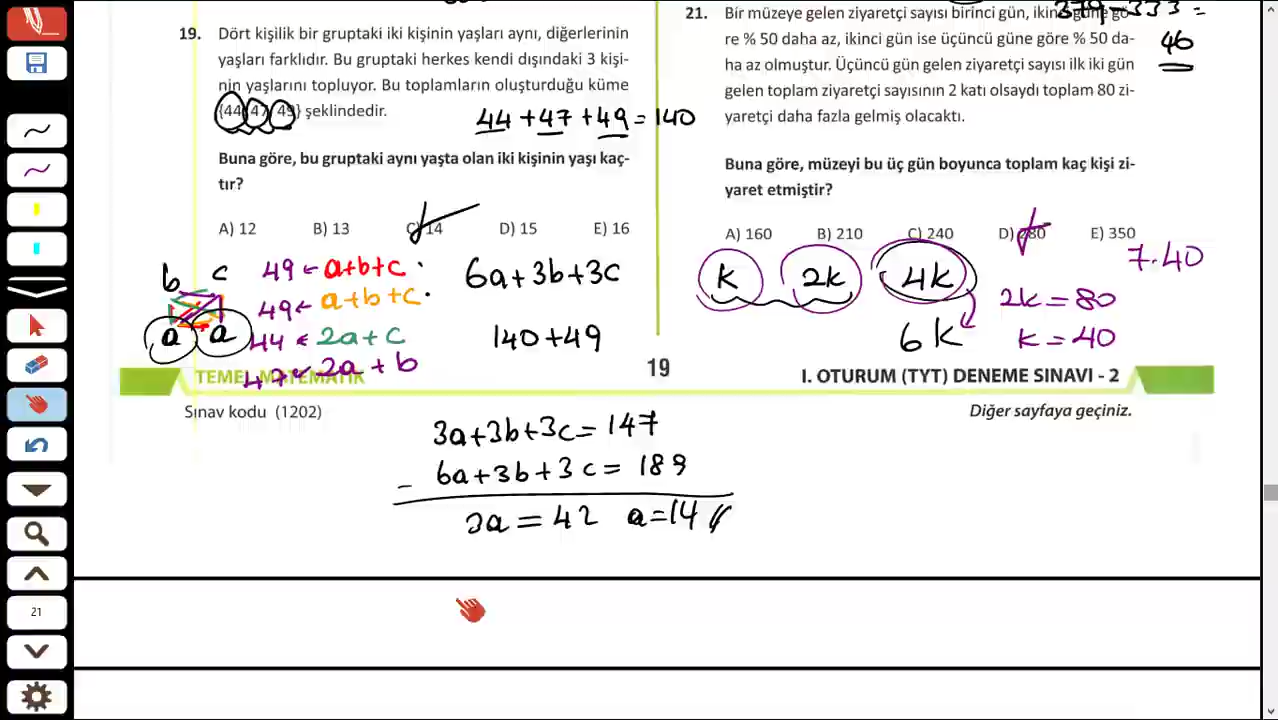 19. Dört kişilik bir gruptaki iki kişinin yaşları aynı, diğerlerinin
yaşları farklıdır. Bu gruptaki herkes kendi dışındaki 3 kişi-
nin yaşlarını topluyor. Bu toplamların oluşturduğu küme
{44, 47, 49} şeklindedir.
44 + 47 + 49 = 140
Buna göre, bu gruptaki aynı yaşta olan iki kişinin yaşı kaç-
tır?
A) 12 B) 13 C) 14 D) 15 E) 16
b c 49 ← a+b+c 6a+3b+3c
49 ← a+b+c
a a 44 ← 2a+c 140+49
47 ← 2a+b
3a+3b+3c = 147
- 6a+3b+3c = 189
3a = 42 a=14
379-333 =
46
21. Bir müzeye gelen ziyaretçi sayısı birinci gün, ikinci güne gö-
re % 50 daha az, ikinci gün ise üçüncü güne göre % 50 da-
ha az olmuştur. Üçüncü gün gelen ziyaretçi sayısı ilk iki gün
gelen toplam ziyaretçi sayısının 2 katı olsaydı toplam 80 zi-
yaretçi daha fazla gelmiş olacaktı.
Buna göre, müzeyi bu üç gün boyunca toplam kaç kişi zi-
yaret etmiştir?
A) 160 B) 210 C) 240 D) 280 E) 350
7.40
k 2k 4k 2k = 80
6k k = 40
TEMEL MATEMATİK 19 I. OTURUM (TYT) DENEME SINAVI - 2
Sınav kodu (1202) Diğer sayfaya geçiniz.
21